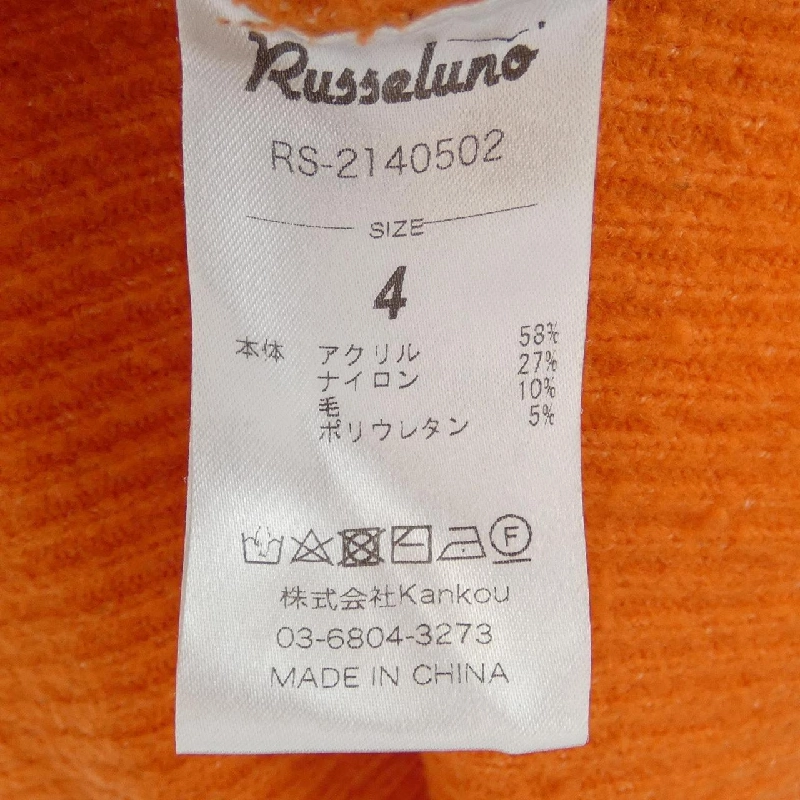 Russeluno
RS-2140502
SIZE
4
本体 アクリル 58%
ナイロン 27%
毛 10%
ポリウレタン 5%
F
株式会社Kankou
03-6804-3273
MADE IN CHINA